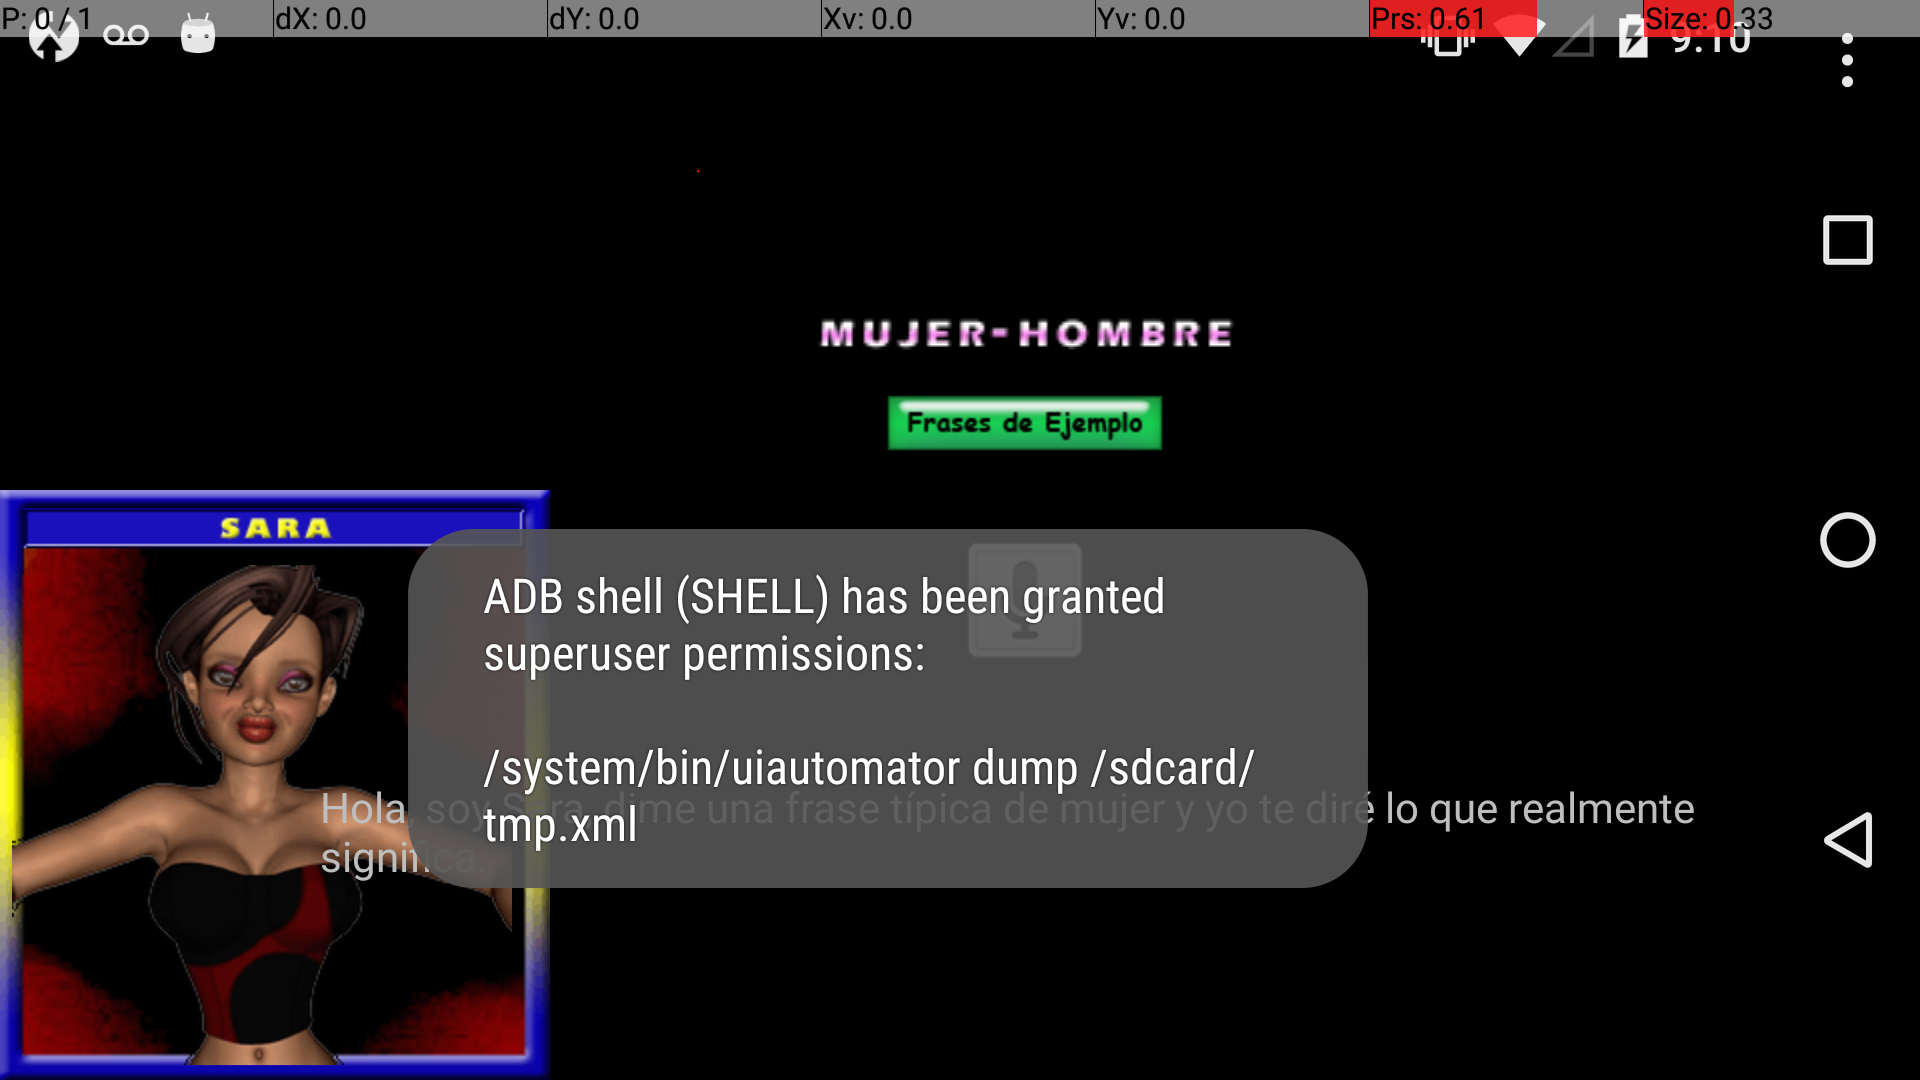 P: 0 / 1
dX: 0.0
dY: 0.0
Xv: 0.0
Yv: 0.0
Prs: 0.61
Size: 0.33
9:10
MUJER-HOMBRE
Frases de Ejemplo
SARA
ADB shell (SHELL) has been granted
superuser permissions:
/system/bin/uiautomator dump /sdcard/
tmp.xml
Hola, soy Sara, dime una frase típica de mujer y yo te diré lo que realmente
significa.